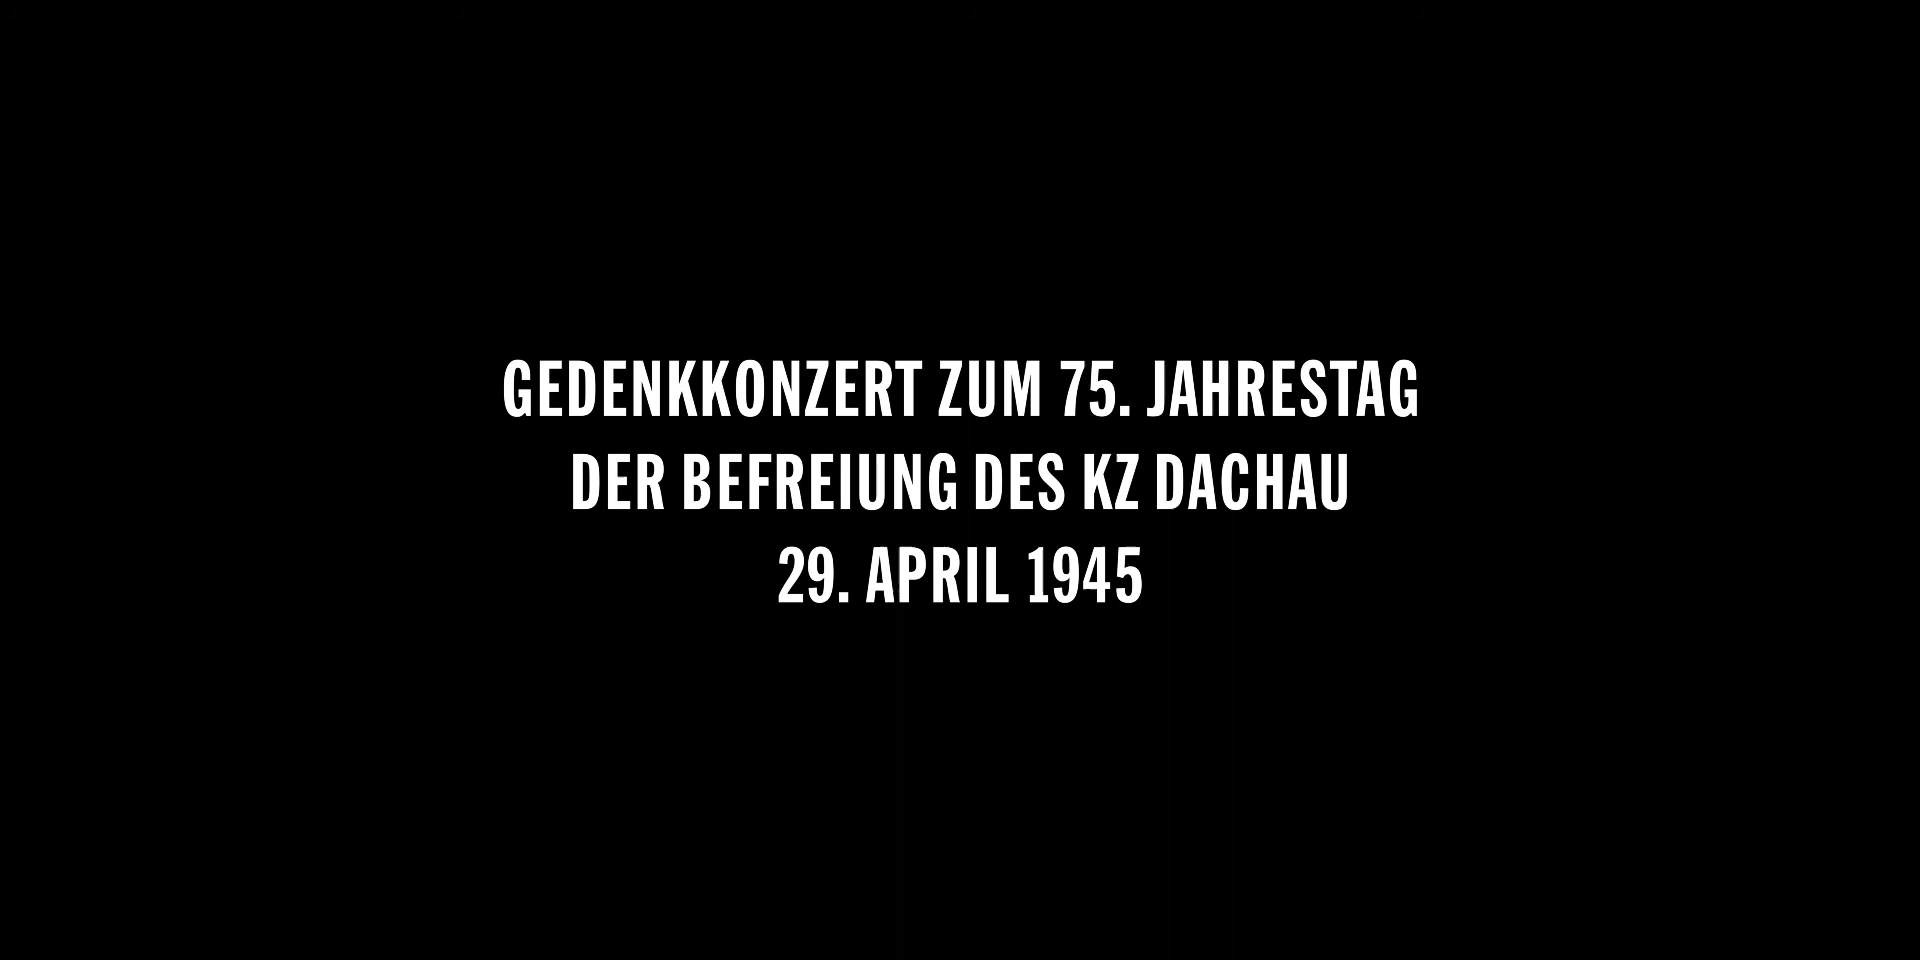 GEDENKKONZERT ZUM 75. JAHRESTAG
DER BEFREIUNG DES KZ DACHAU
29. APRIL 1945